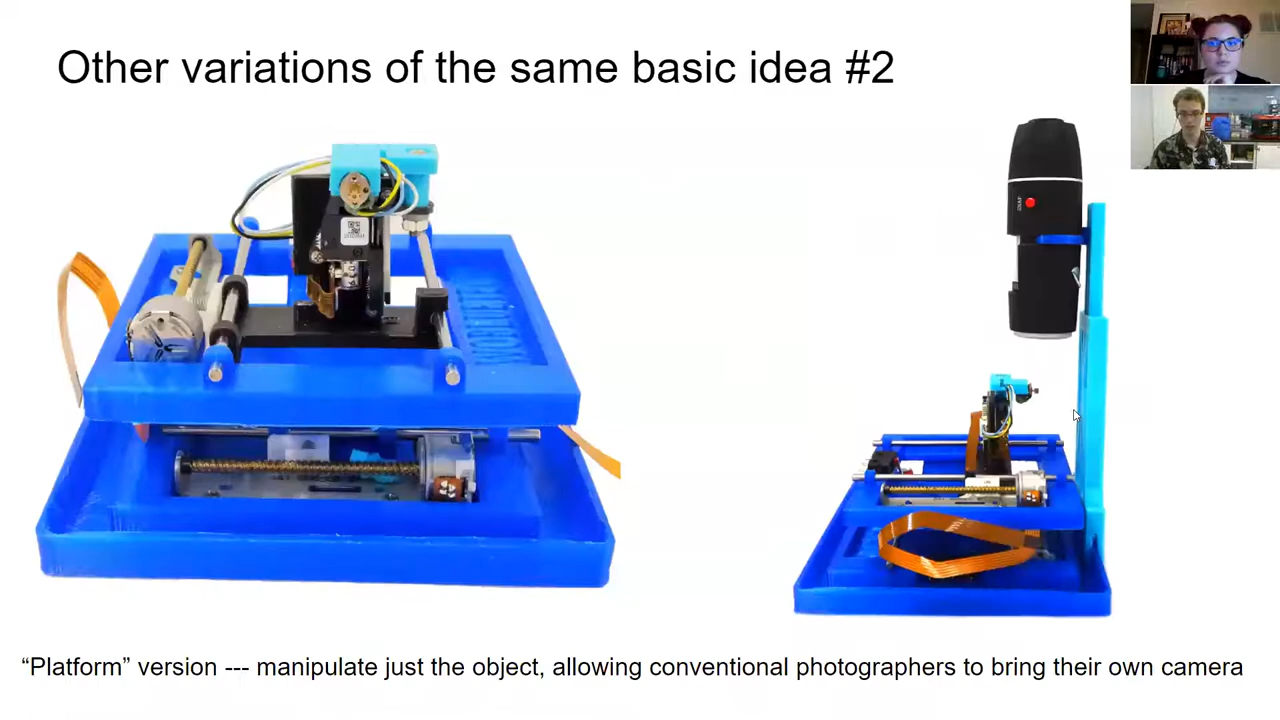 Other variations of the same basic idea #2
SNAP
“Platform” version --- manipulate just the object, allowing conventional photographers to bring their own camera